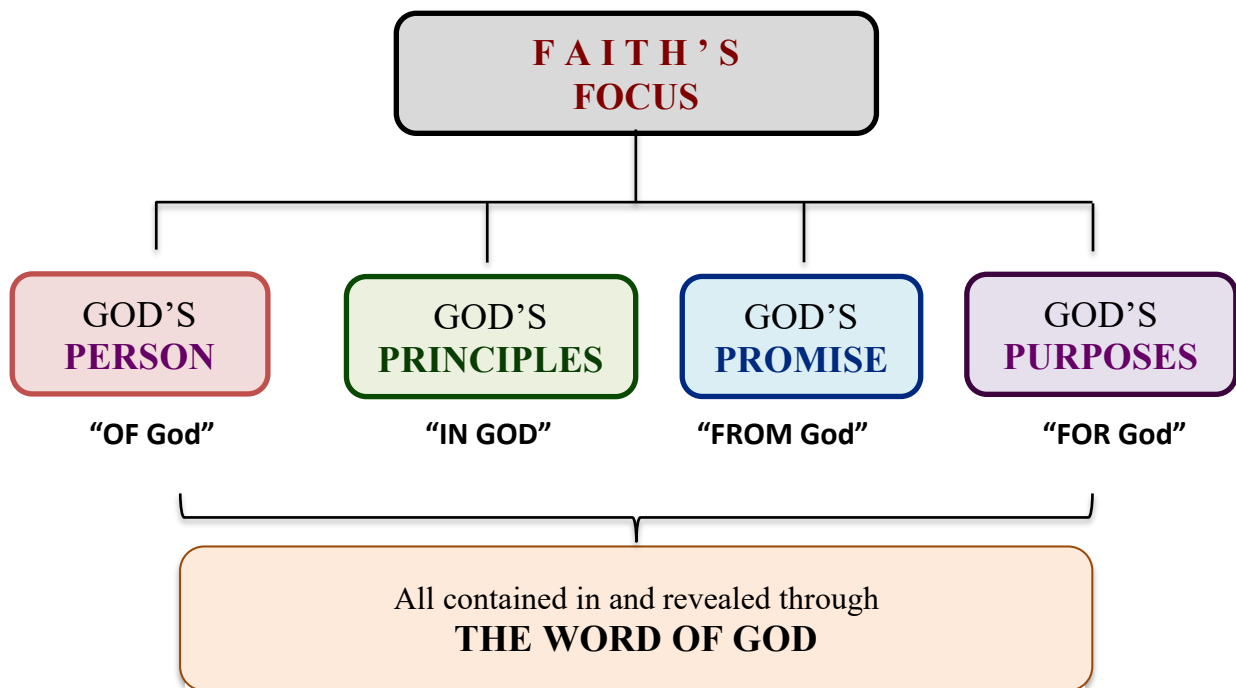 F A I T H ’ S
FOCUS
GOD’S
PERSON
GOD’S
PRINCIPLES
GOD’S
PROMISE
GOD’S
PURPOSES
“OF God”
“IN GOD”
“FROM God”
“FOR God”
All contained in and revealed through
THE WORD OF GOD